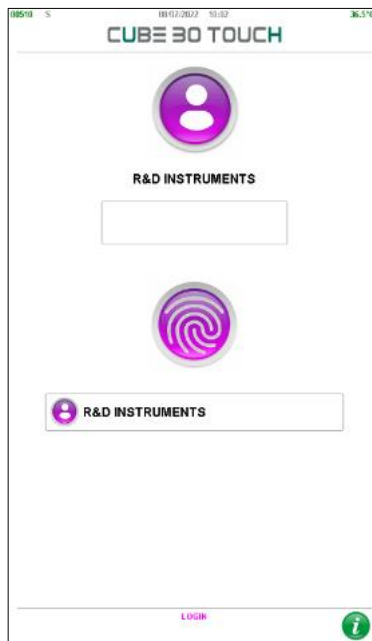 00510 S 08/02/2022 10:02 36.5°C
CUBE 30 TOUCH
R&D INSTRUMENTS
R&D INSTRUMENTS
LOGIN
i